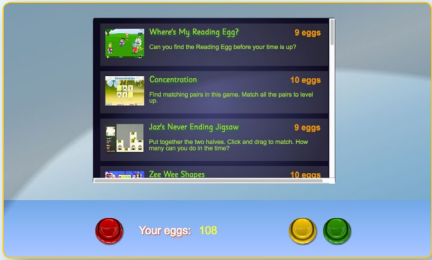 Where's My Reading Egg? 9 eggs
Can you find the Reading Egg before your time is up?
Concentration 10 eggs
Find matching pairs in this game. Match all the pairs to level
up.
Jaz's Never Ending Jigsaw 9 eggs
Put together the two halves. Click and drag to match. How
many can you do in the time?
Zee Wee Shapes 10 eggs
Your eggs: 108